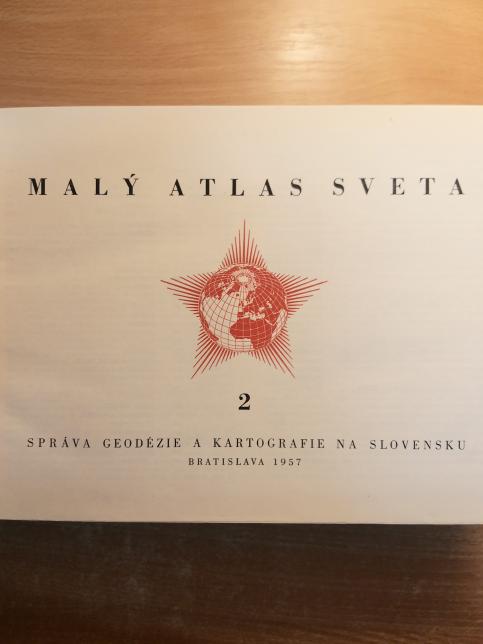 MALÝ ATLAS SVETA
2
SPRÁVA GEODÉZIE A KARTOGRAFIE NA SLOVENSKU
BRATISLAVA 1957